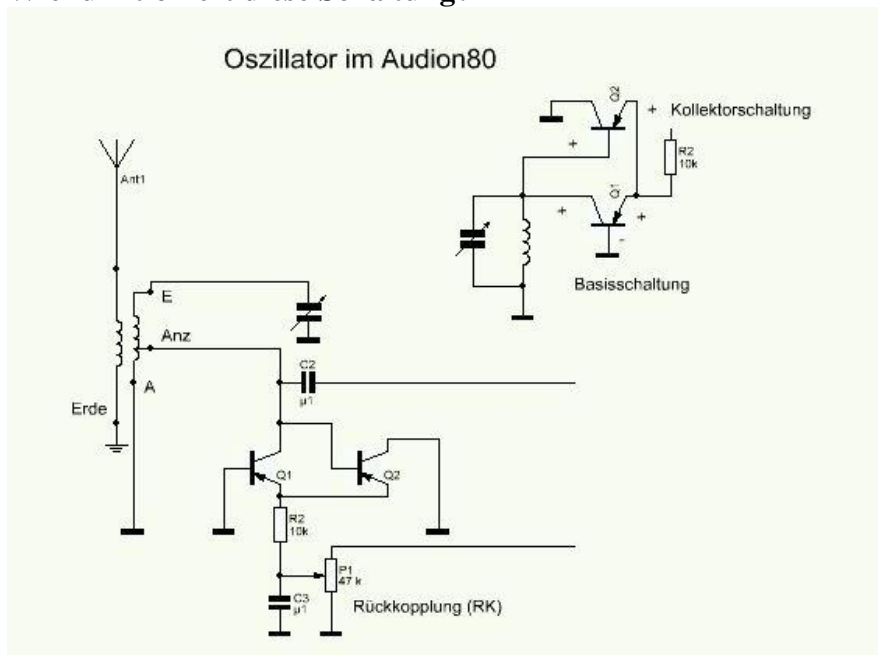 Oszillator im Audion80
Q2
+ Kollektorschaltung
+
R2
10k
Q1
+
+
-
Basisschaltung
Ant1
E
Anz
A
C2
µ1
Erde
Q1
Q2
R2
10k
P1
47 k
C3
µ1
Rückkopplung (RK)